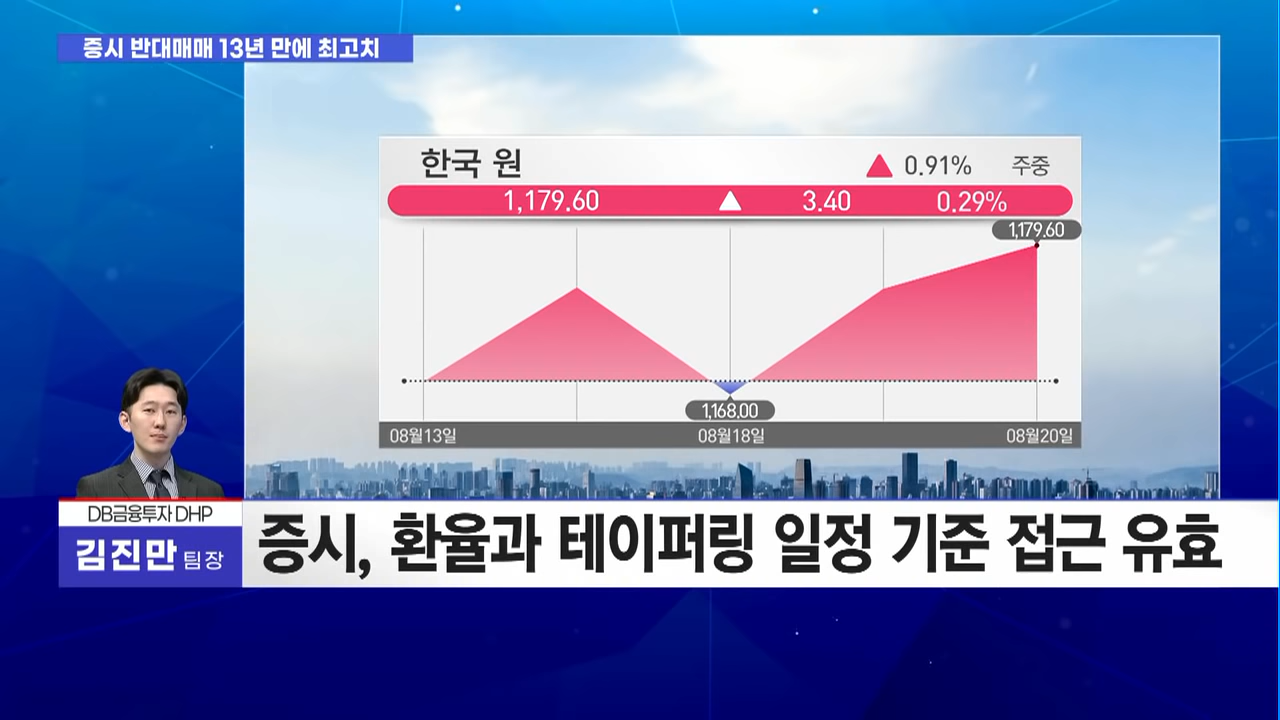 증시 반대매매 13년 만에 최고치
한국 원 ▲ 0.91% 주중
1,179.60 ▲ 3.40 0.29%
1,179.60
1,168.00
08월13일 08월18일 08월20일
DB금융투자 DHP
김진만 팀장
증시, 환율과 테이퍼링 일정 기준 접근 유효